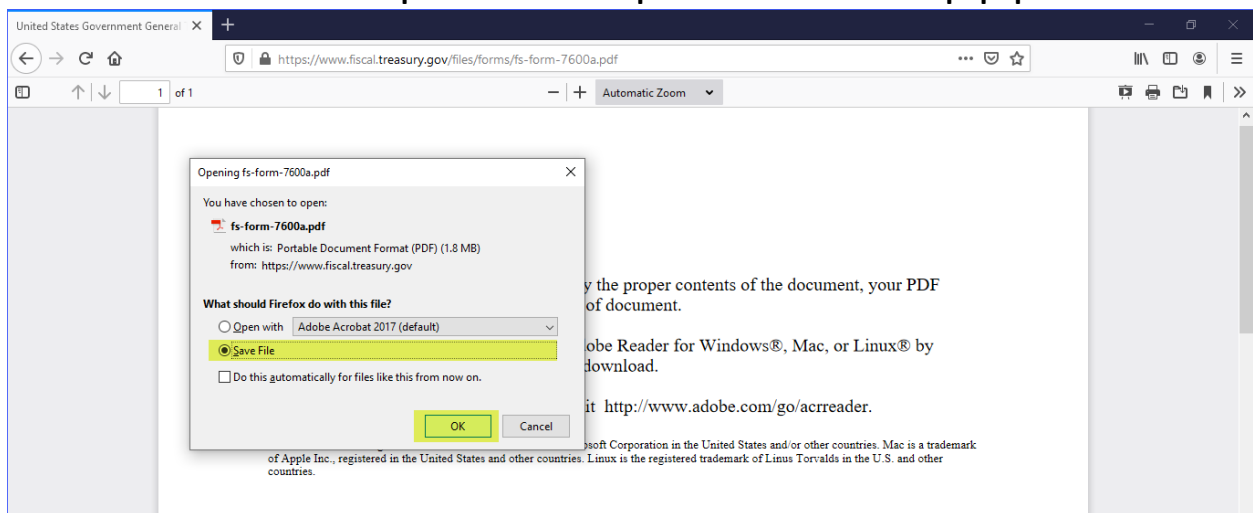 United States Government General
https://www.fiscal.treasury.gov/files/forms/fs-form-7600a.pdf
1 of 1
Automatic Zoom
Opening fs-form-7600a.pdf
You have chosen to open:
fs-form-7600a.pdf
which is: Portable Document Format (PDF) (1.8 MB)
from: https://www.fiscal.treasury.gov
What should Firefox do with this file?
Open with Adobe Acrobat 2017 (default)
Save File
Do this automatically for files like this from now on.
OK Cancel
the proper contents of the document, your PDF
of document.
obe Reader for Windows®, Mac, or Linux® by
download.
it http://www.adobe.com/go/acrreader.
soft Corporation in the United States and/or other countries. Mac is a trademark
of Apple Inc., registered in the United States and other countries. Linux is the registered trademark of Linus Torvalds in the U.S. and other
countries.